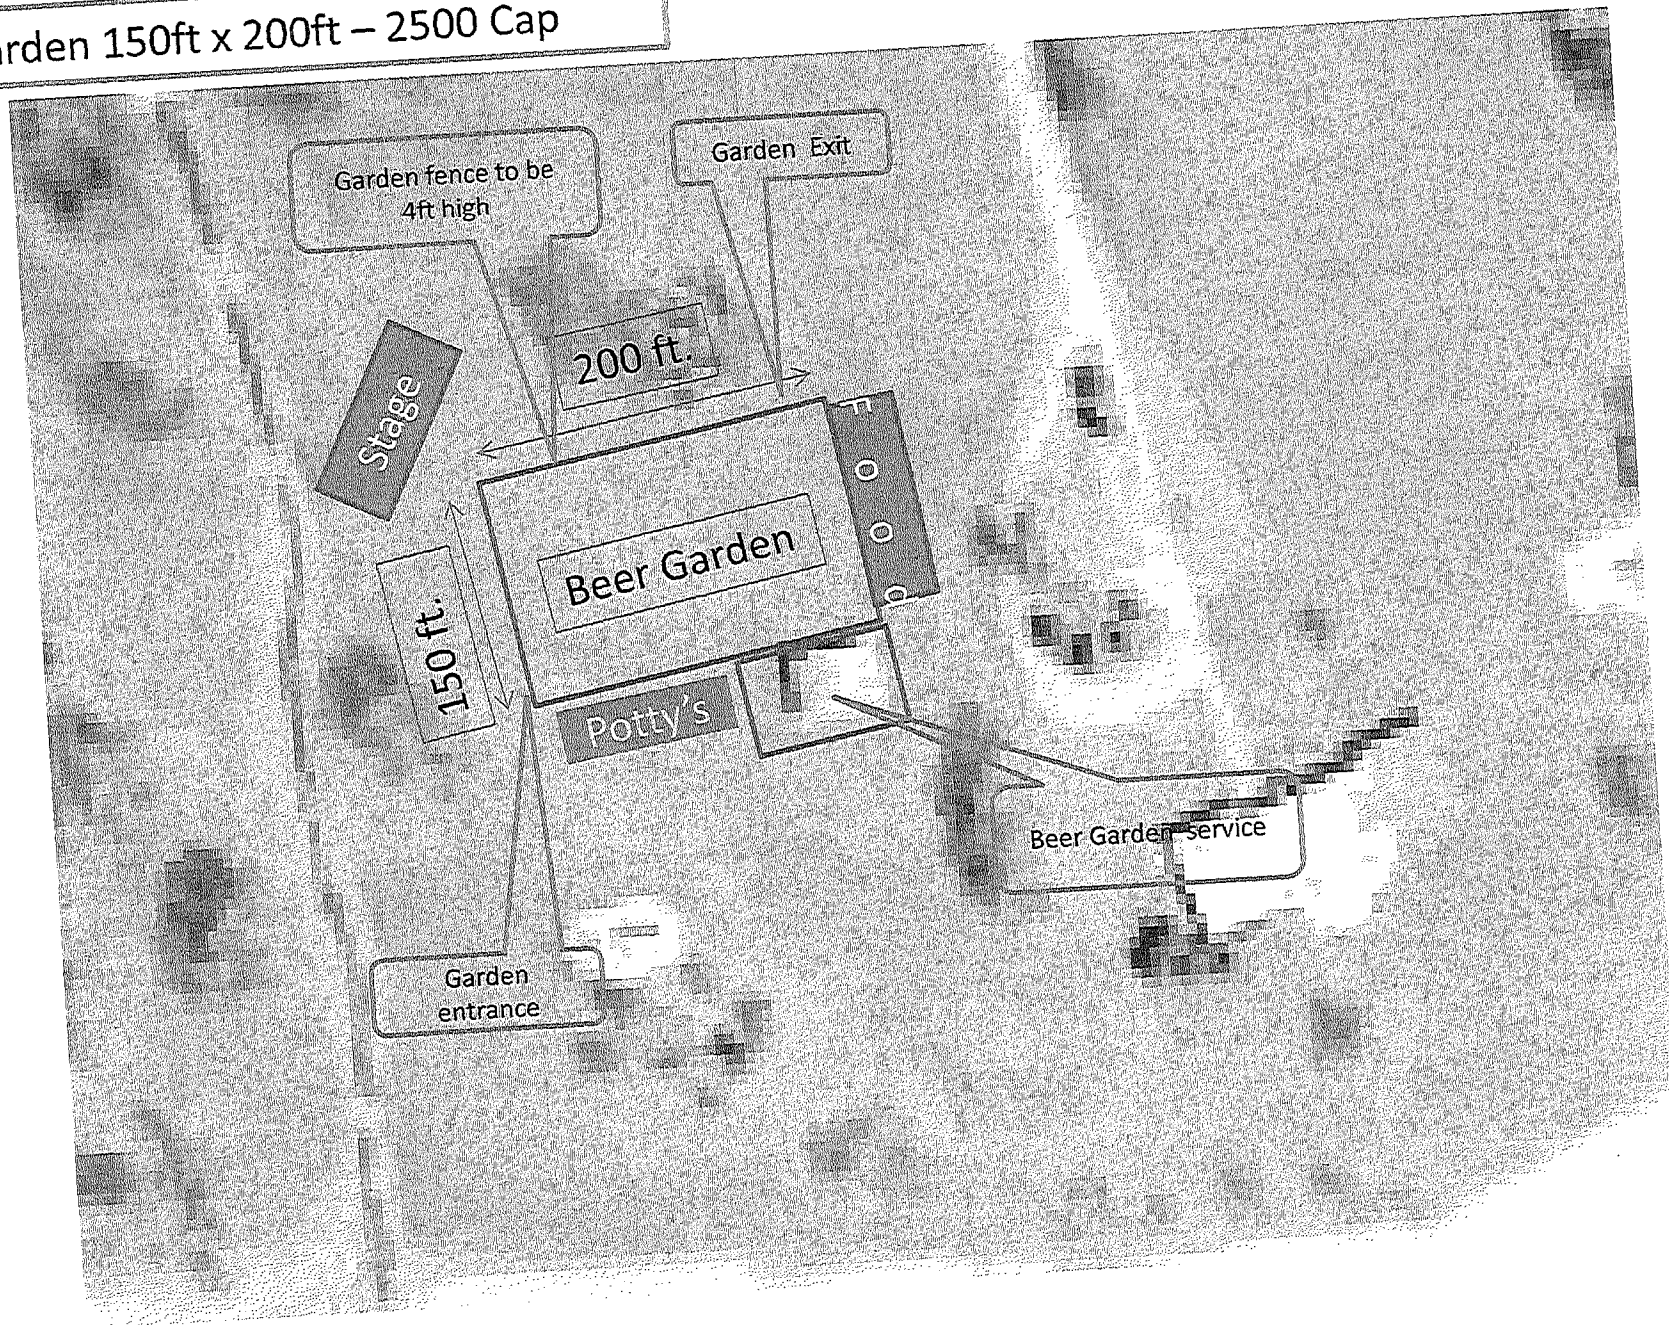 rden 150ft x 200ft – 2500 Cap
Garden fence to be
4ft high
Garden Exit
200 ft.
Stage
FOOd
Beer Garden
150 ft.
Potty's
Beer Garden service
Garden
entrance